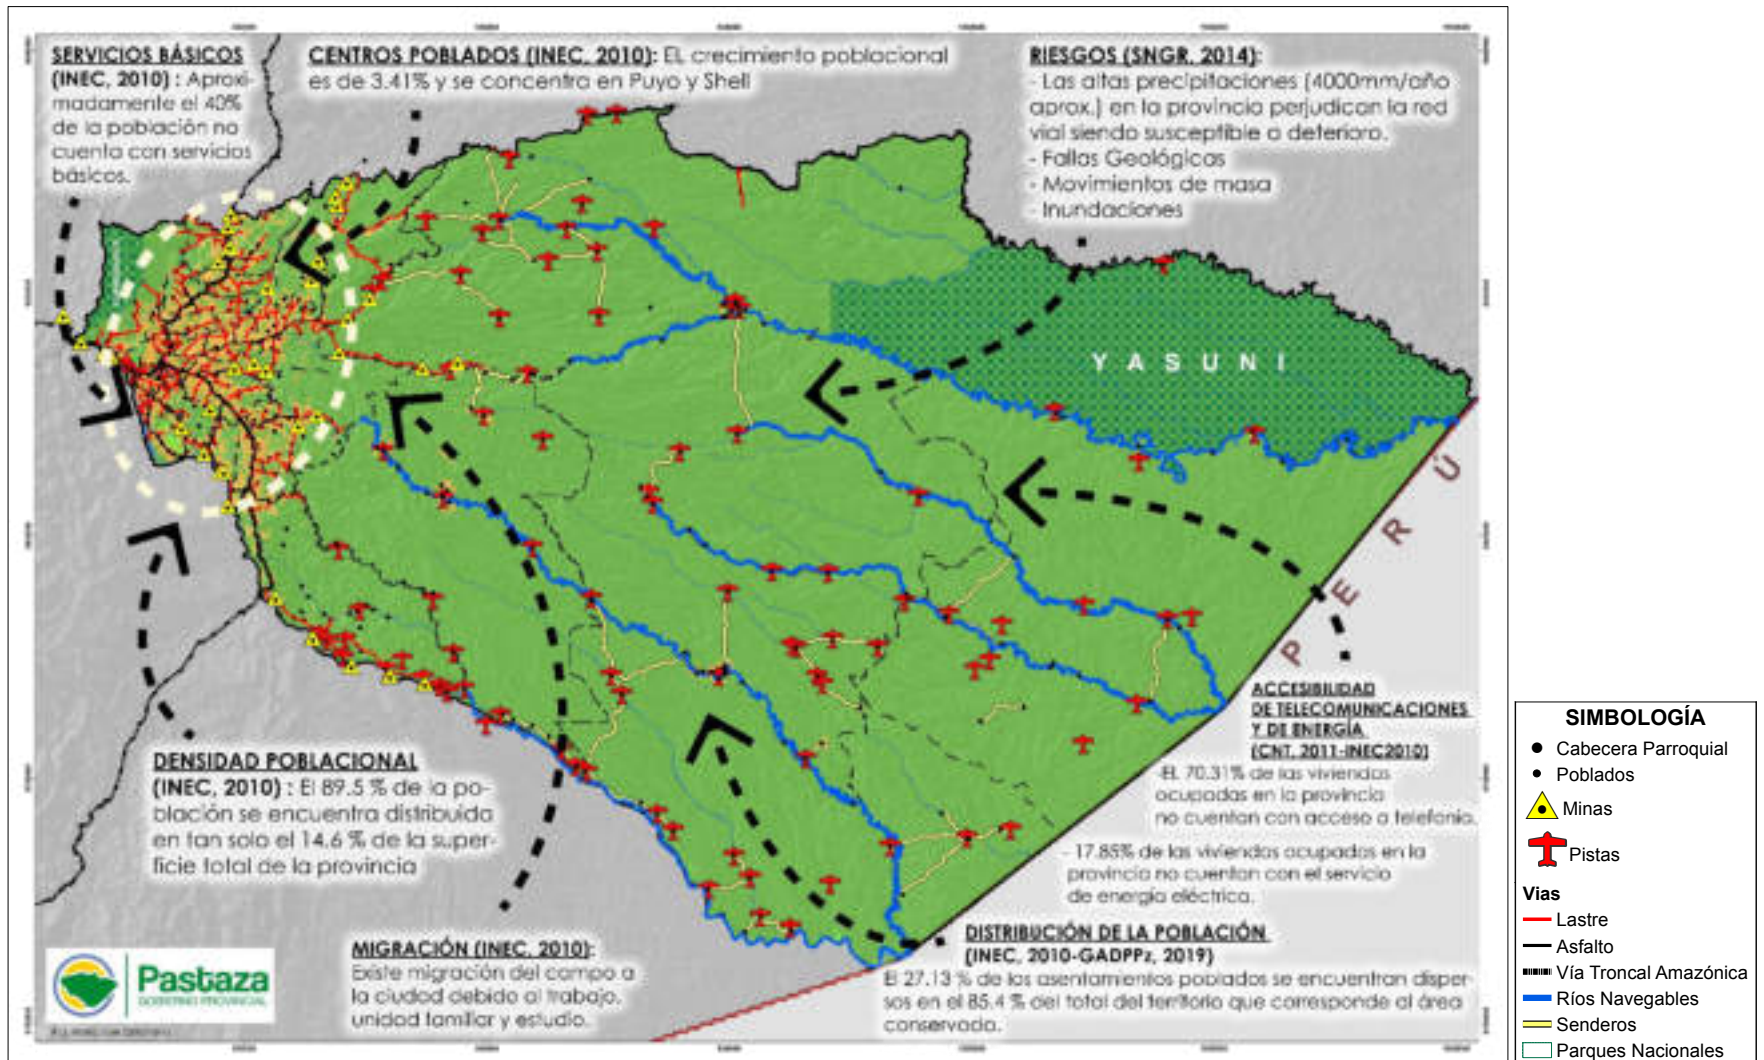 SERVICIOS BÁSICOS
(INEC, 2010) : Aproxi-
madamente el 40%
de la población no
cuenta con servicios
básicos.
CENTROS POBLADOS (INEC, 2010): EL crecimiento poblacional
es de 3.41% y se concentra en Puyo y Shell
RIESGOS (SNGR, 2014):
- Las altas precipitaciones (4000mm/año
aprox.) en la provincia perjudican la red
vial siendo susceptible a deterioro.
- Fallas Geológicas
- Movimientos de masa
- Inundaciones
YASUNI
PERÚ
ACCESIBILIDAD
DE TELECOMUNICACIONES
Y DE ENERGÍA
(CNT, 2011-INEC2010)
-EL 70.31% de las viviendas
ocupadas en la provincia
no cuentan con acceso a telefonía.
- 17.85% de las viviendas ocupadas en la
provincia no cuentan con el servicio
de energía eléctrica.
DENSIDAD POBLACIONAL
(INEC, 2010) : El 89.5 % de la po-
blación se encuentra distribuida
en tan solo el 14.6 % de la super-
ficie total de la provincia
MIGRACIÓN (INEC, 2010):
Existe migración del campo a
la ciudad debido al trabajo,
unidad familiar y estudio.
DISTRIBUCIÓN DE LA POBLACIÓN
(INEC, 2010-GADPPz, 2019)
El 27.13 % de los asentamientos poblados se encuentran disper-
sos en el 85.4 % del total del territorio que corresponde al área
conservada.
Pastaza
GOBIERNO PROVINCIAL
SIMBOLOGÍA
Cabecera Parroquial
Poblados
Minas
Pistas
Vias
Lastre
Asfalto
Vía Troncal Amazónica
Ríos Navegables
Senderos
Parques Nacionales